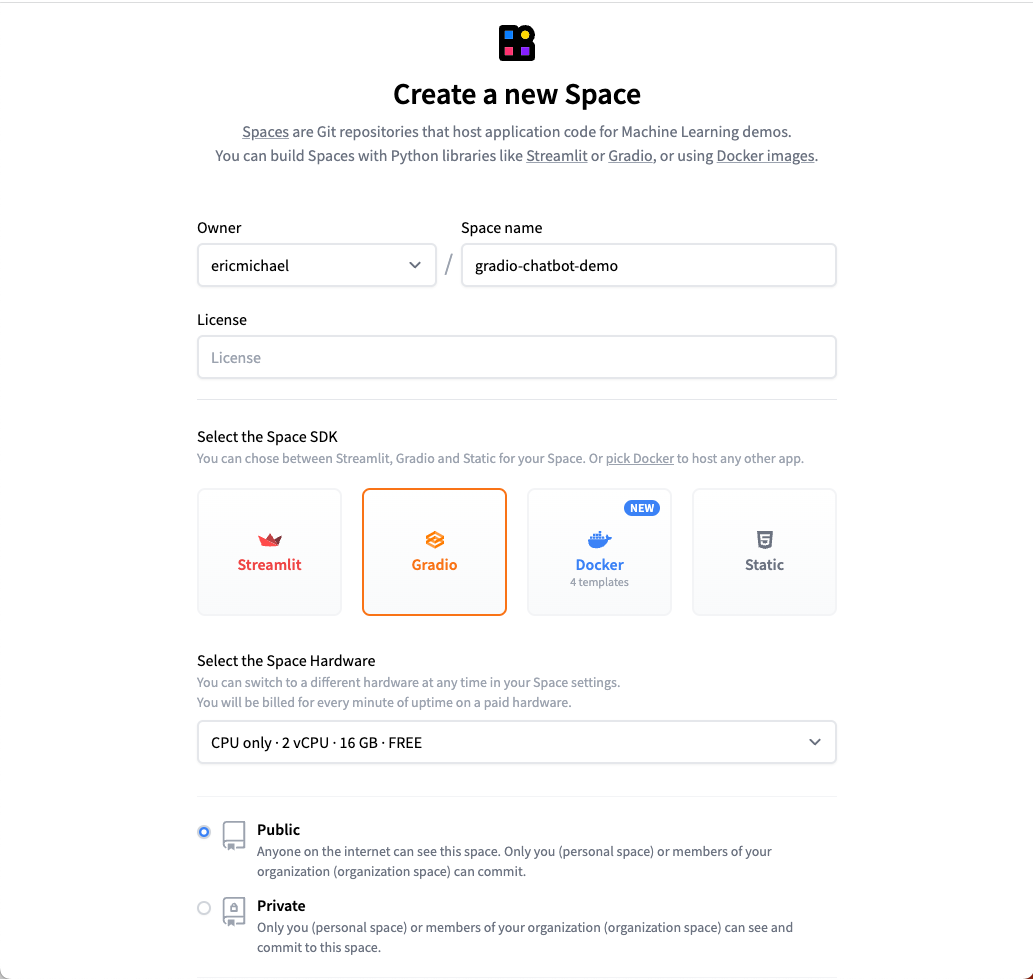 Create a new Space
Spaces are Git repositories that host application code for Machine Learning demos.
You can build Spaces with Python libraries like Streamlit or Gradio, or using Docker images.
Owner
Space name
ericmichael
/
gradio-chatbot-demo
License
License
Select the Space SDK
You can chose between Streamlit, Gradio and Static for your Space. Or pick Docker to host any other app.
Streamlit
Gradio
NEW
Docker
4 templates
Static
Select the Space Hardware
You can switch to a different hardware at any time in your Space settings.
You will be billed for every minute of uptime on a paid hardware.
CPU only · 2 vCPU · 16 GB · FREE
Public
Anyone on the internet can see this space. Only you (personal space) or members of your
organization (organization space) can commit.
Private
Only you (personal space) or members of your organization (organization space) can see and
commit to this space.